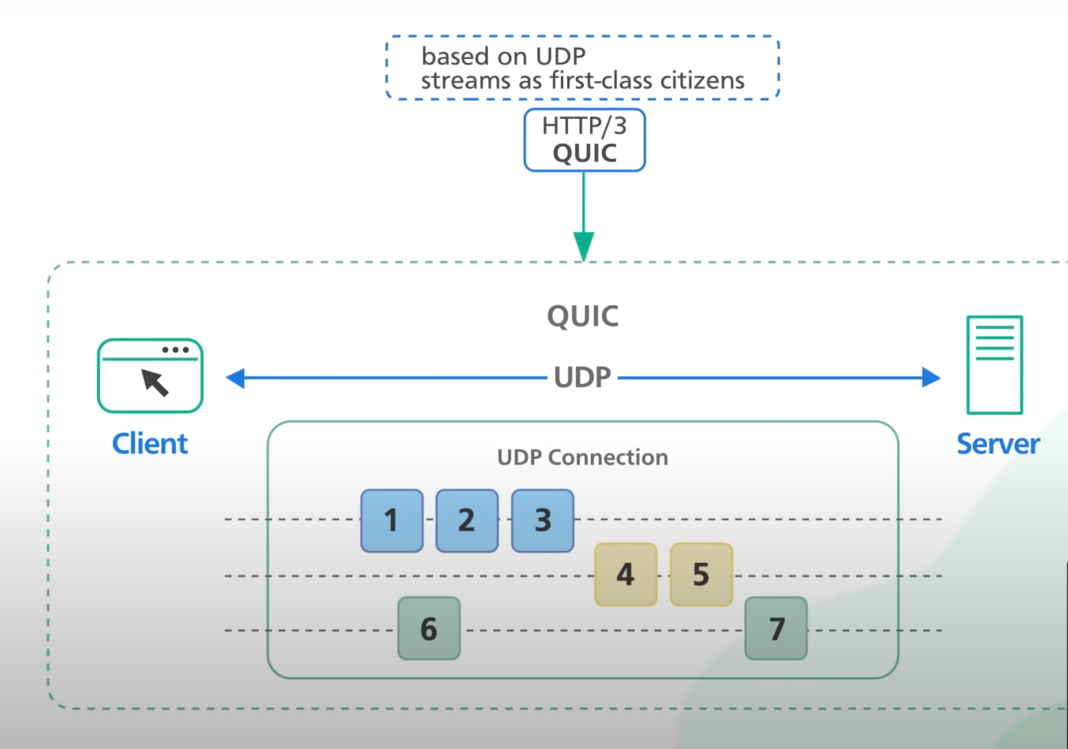 based on UDP
streams as first-class citizens
HTTP/3
QUIC
QUIC
UDP
Client
Server
UDP Connection
1 2 3
4 5
6 7